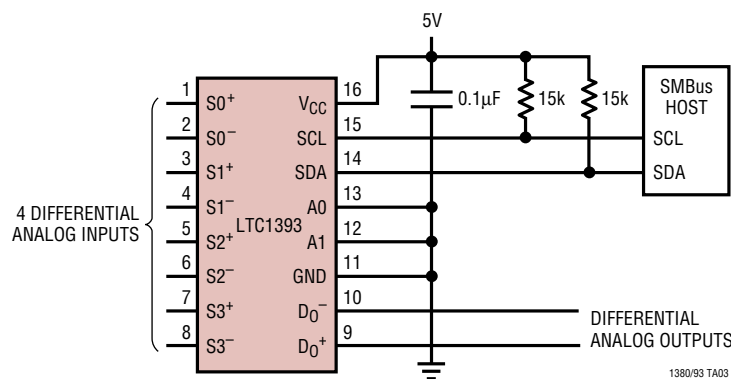 5V
1 S0+ VCC 16
0.1µF 15k 15k SMBus
HOST
2 S0– SCL 15 SCL
3 S1+ SDA 14 SDA
4 S1– A0 13
4 DIFFERENTIAL
ANALOG INPUTS
LTC1393
5 S2+ A1 12
6 S2– GND 11
7 S3+ DO– 10
8 S3– DO+ 9
DIFFERENTIAL
ANALOG OUTPUTS
1380/93 TA03